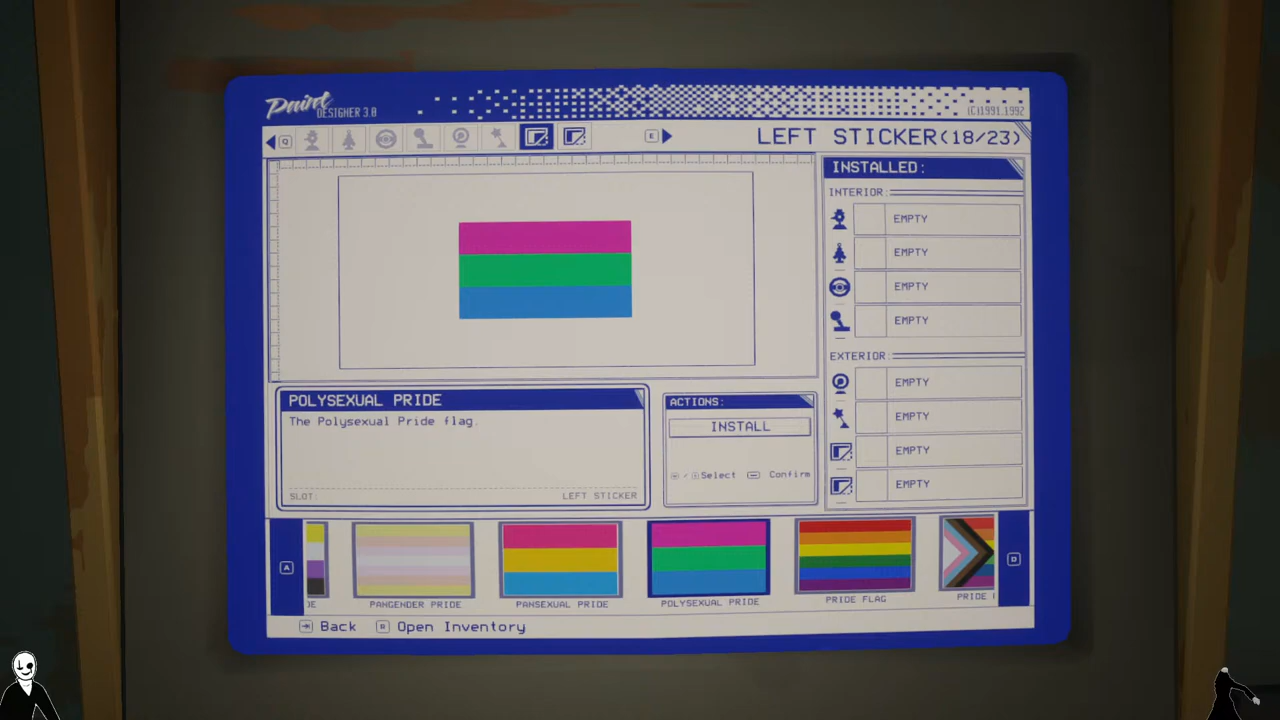 Paint
DESIGNER 3.0
(C)1991,1992
Q
E
LEFT STICKER(18/23)
INSTALLED:
INTERIOR:
EMPTY
EMPTY
EMPTY
EMPTY
EXTERIOR:
EMPTY
EMPTY
EMPTY
EMPTY
POLYSEXUAL PRIDE
The Polysexual Pride flag.
SLOT:
LEFT STICKER
ACTIONS:
INSTALL
Select
Confirm
A
DE
PANGENDER PRIDE
PANSEXUAL PRIDE
POLYSEXUAL PRIDE
PRIDE FLAG
PRIDE
D
Back
Open Inventory